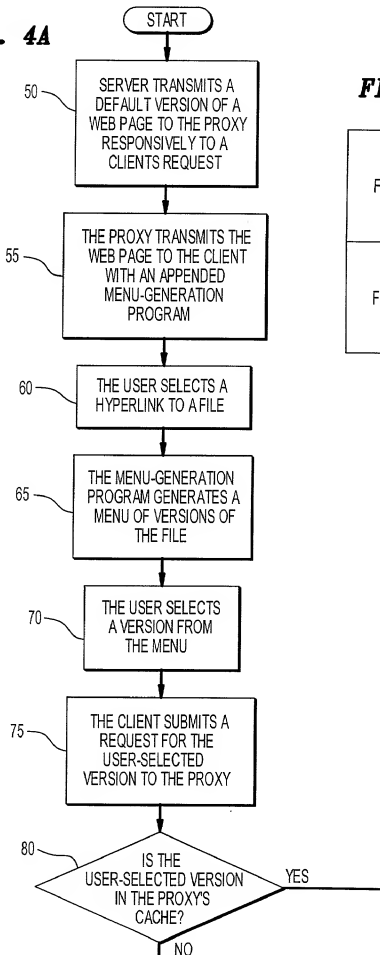 . 4A
START
50
SERVER TRANSMITS A
DEFAULT VERSION OF A
WEB PAGE TO THE PROXY
RESPONSIVELY TO A
CLIENTS REQUEST
55
THE PROXY TRANSMITS THE
WEB PAGE TO THE CLIENT
WITH AN APPENDED
MENU-GENERATION
PROGRAM
60
THE USER SELECTS A
HYPERLINK TO A FILE
65
THE MENU-GENERATION
PROGRAM GENERATES A
MENU OF VERSIONS OF
THE FILE
70
THE USER SELECTS
A VERSION FROM
THE MENU
75
THE CLIENT SUBMITS A
REQUEST FOR THE
USER-SELECTED
VERSION TO THE PROXY
80
IS THE
USER-SELECTED VERSION
IN THE PROXY'S
CACHE?
YES
NO
F
F